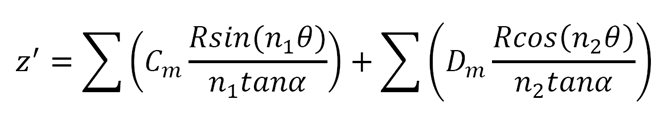 z' = ∑(C_m Rsin(n_1θ)/n_1tanα) + ∑(D_m Rcos(n_2θ)/n_2tanα)